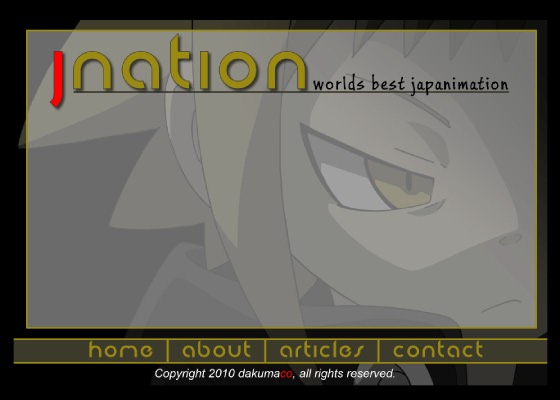 jnation
worlds best japanimation
home | about | articles | contact
Copyright 2010 dakumaco, all rights reserved.